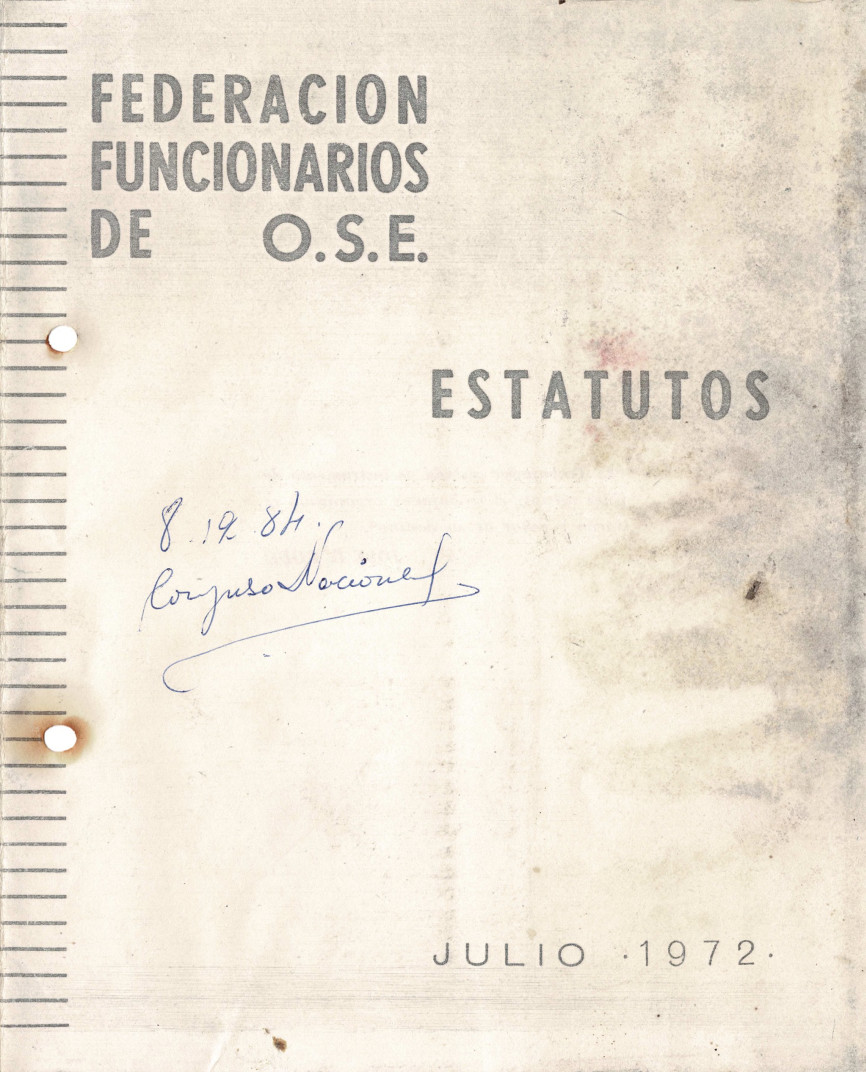 FEDERACION
FUNCIONARIOS
DE O.S.E.
ESTATUTOS
8.12.84.
Congreso Nacional
JULIO ·1972·